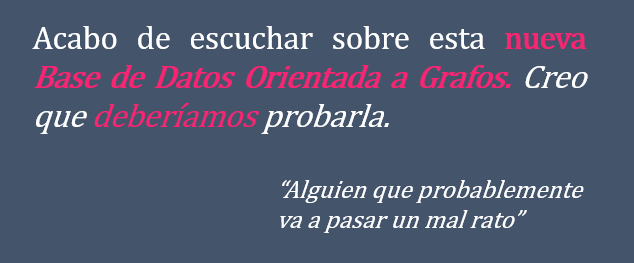 Acabo de escuchar sobre esta nueva
Base de Datos Orientada a Grafos. Creo
que deberíamos probarla.
“Alguien que probablemente
va a pasar un mal rato”